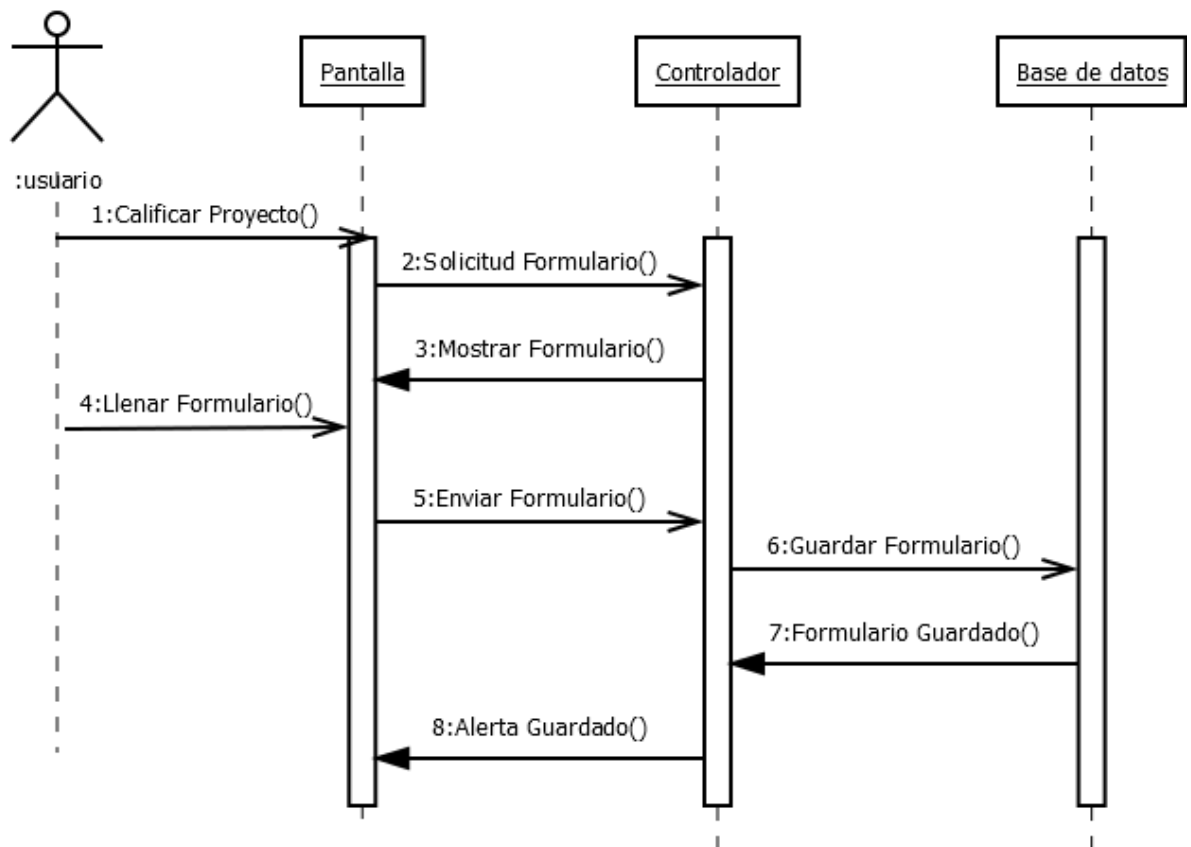 Pantalla
Controlador
Base de datos
:usuario
1:Calificar Proyecto()
2:Solicitud Formulario()
3:Mostrar Formulario()
4:Llenar Formulario()
5:Enviar Formulario()
6:Guardar Formulario()
7:Formulario Guardado()
8:Alerta Guardado()